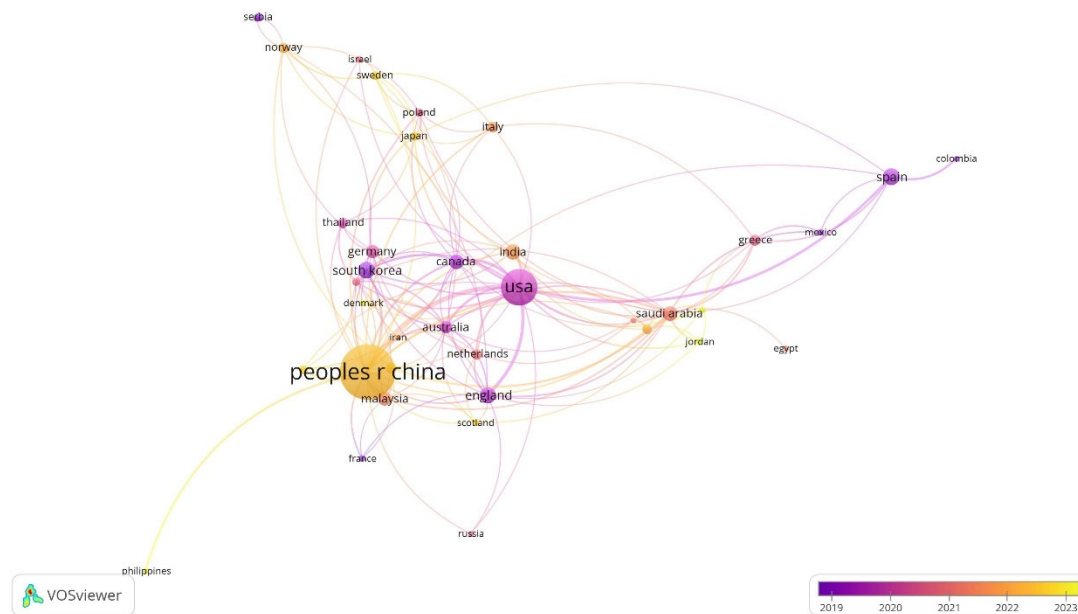 serbia
norway
israel
sweden
poland
italy
japan
colombia
spain
thailand
mexico
greece
germany
india
canada
south korea
usa
denmark
saudi arabia
australia
iran
jordan
egypt
netherlands
peoples r china
england
malaysia
scotland
france
russia
philippines
VOSviewer
2019 2020 2021 2022